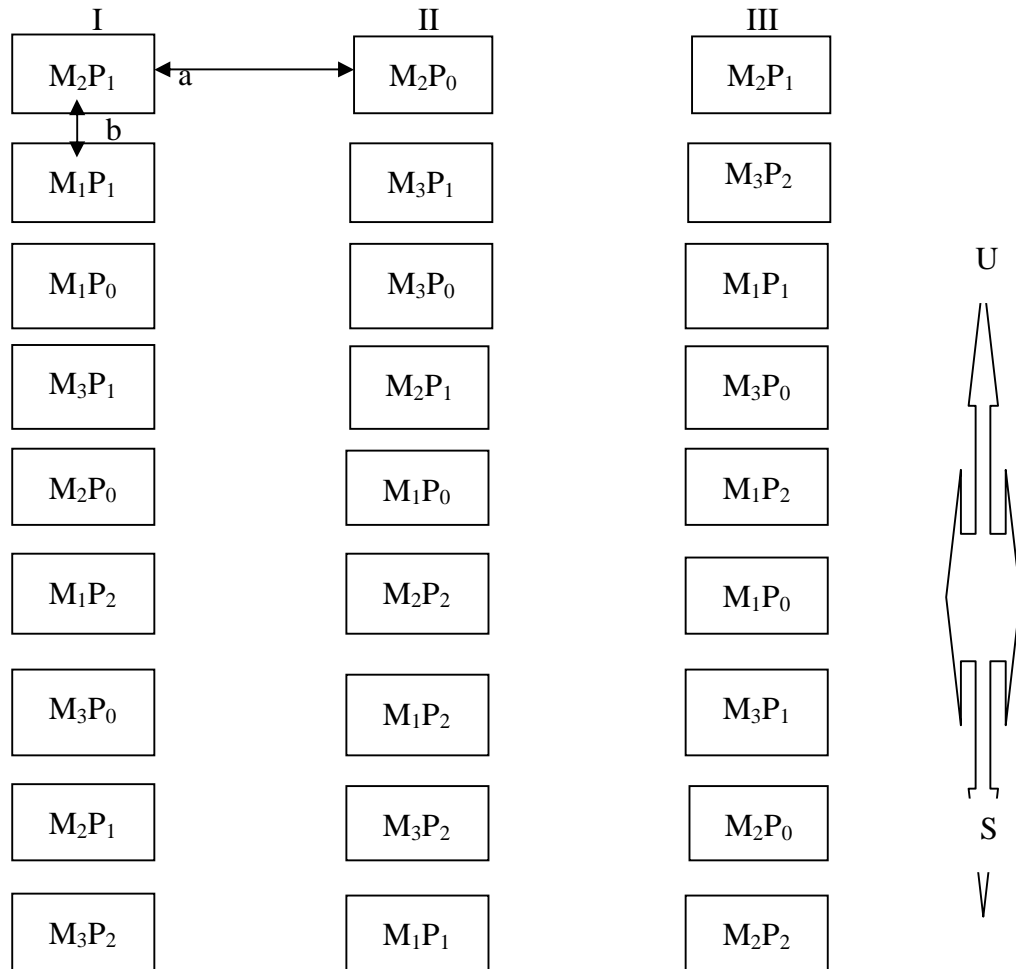 I II III
M₂P₁ a M₂P₀ M₂P₁
b
M₁P₁ M₃P₁ M₃P₂
M₁P₀ M₃P₀ M₁P₁
U
M₃P₁ M₂P₁ M₃P₀
M₂P₀ M₁P₀ M₁P₂
M₁P₂ M₂P₂ M₁P₀
M₃P₀ M₁P₂ M₃P₁
M₂P₁ M₃P₂ M₂P₀ S
M₃P₂ M₁P₁ M₂P₂